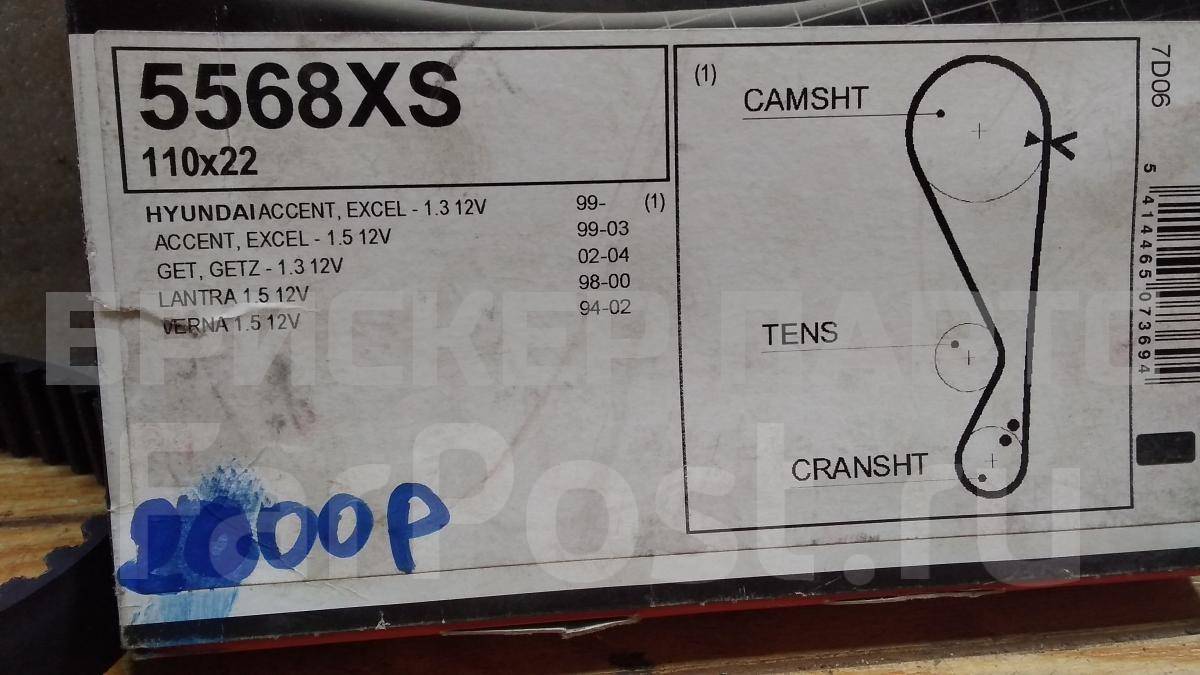 5568XS
110x22
HYUNDAI ACCENT, EXCEL - 1.3 12V 99- (1)
ACCENT, EXCEL - 1.5 12V 99-03
GET, GETZ - 1.3 12V 02-04
LANTRA 1.5 12V 98-00
VERNA 1.5 12V 94-02
(1)
CAMSHT
TENS
CRANSHT
7D06
5 414465 073694
FarPost.ru